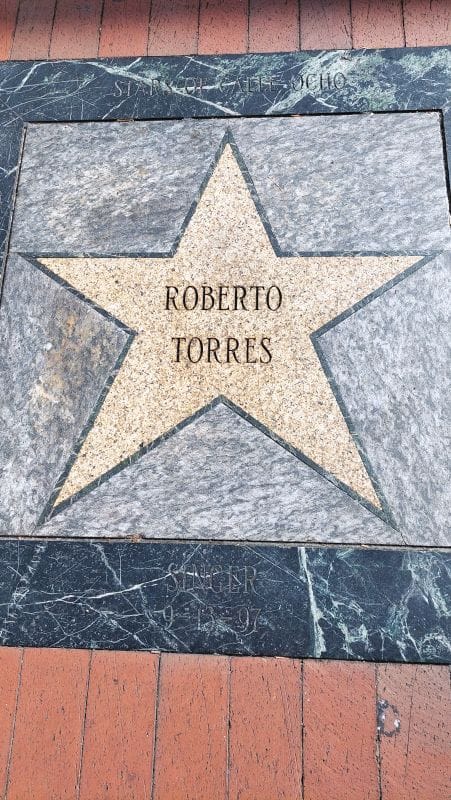 STARS OF CALLE OCHO
ROBERTO
TORRES
SINGER
9-13-97